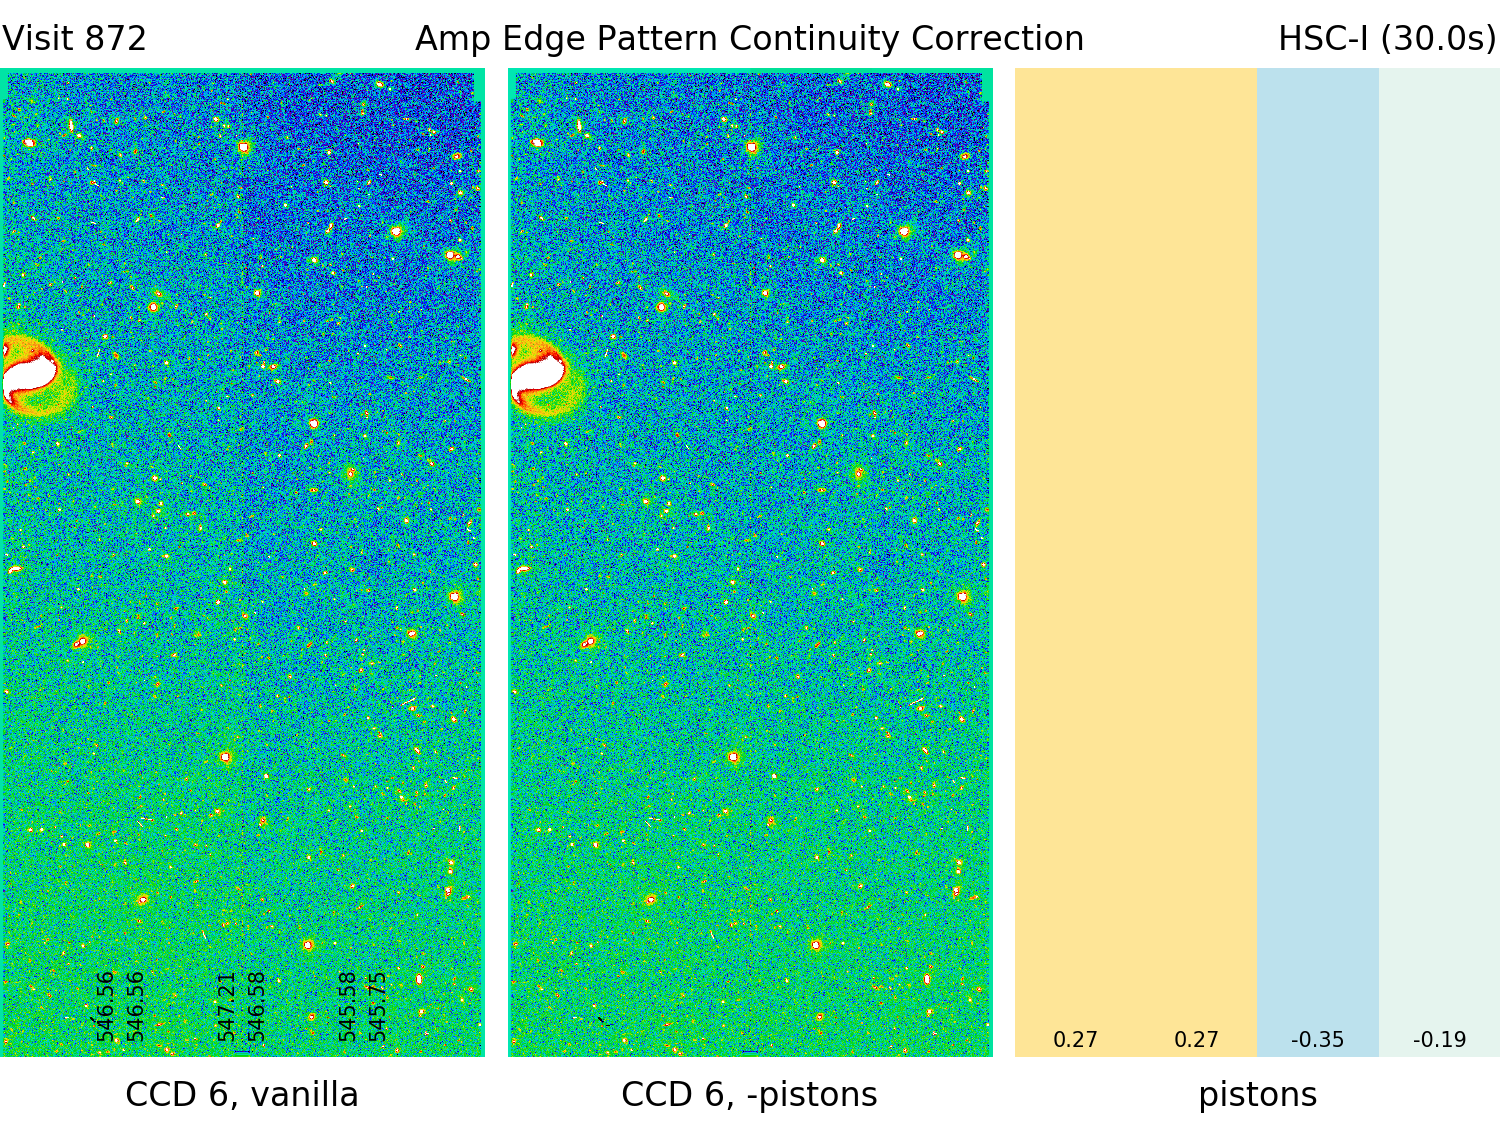 Visit 872
Amp Edge Pattern Continuity Correction
HSC-I (30.0s)
546.56
546.56
547.21
546.58
545.58
545.75
0.27
0.27
-0.35
-0.19
CCD 6, vanilla
CCD 6, -pistons
pistons